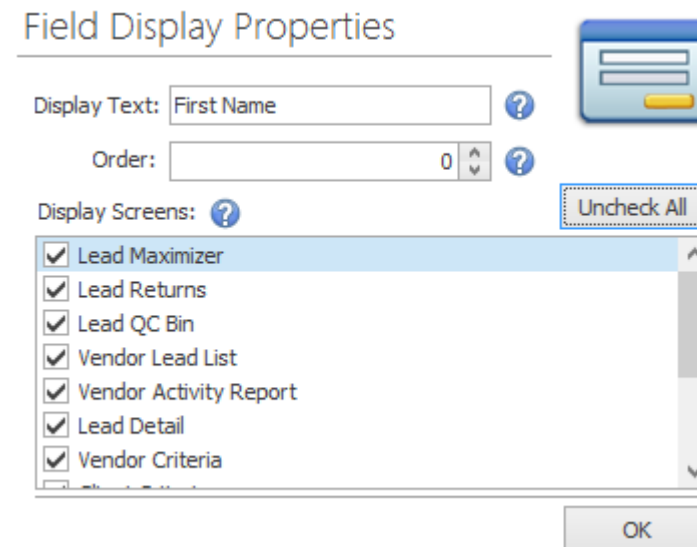 Field Display Properties
Display Text: First Name
Order: 0
Display Screens:
Uncheck All
Lead Maximizer
Lead Returns
Lead QC Bin
Vendor Lead List
Vendor Activity Report
Lead Detail
Vendor Criteria
OK